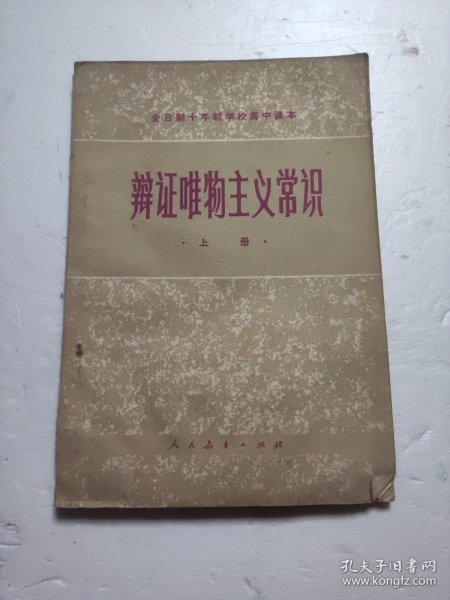 全日制十年制学校高中课本
辩证唯物主义常识
·上册·
人民教育出版社
孔夫子旧书网
www.kongfz.com